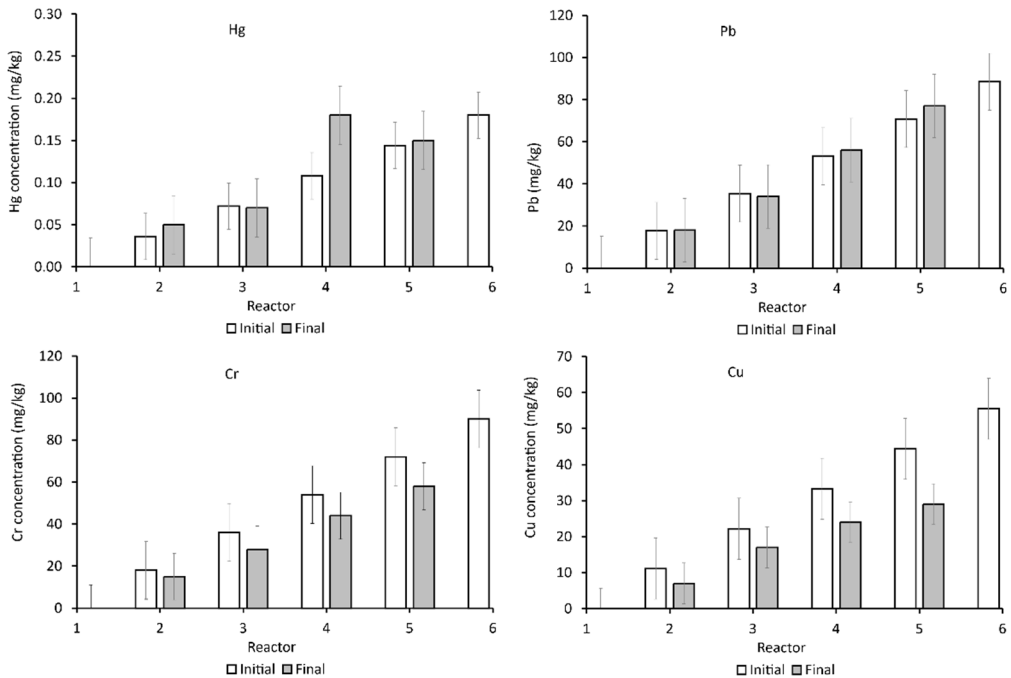 Hg
Hg concentration (mg/kg)
0.30
0.25
0.20
0.15
0.10
0.05
0.00
1 2 3 4 5 6
Reactor
Initial Final
Pb
Pb (mg/kg)
120
100
80
60
40
20
0
1 2 3 4 5 6
Reactor
Initial Final
Cr
Cr concentration (mg/kg)
120
100
80
60
40
20
0
1 2 3 4 5 6
Reactor
Initial Final
Cu
Cu concentration (mg/kg)
70
60
50
40
30
20
10
0
1 2 3 4 5 6
Reactor
Initial Final